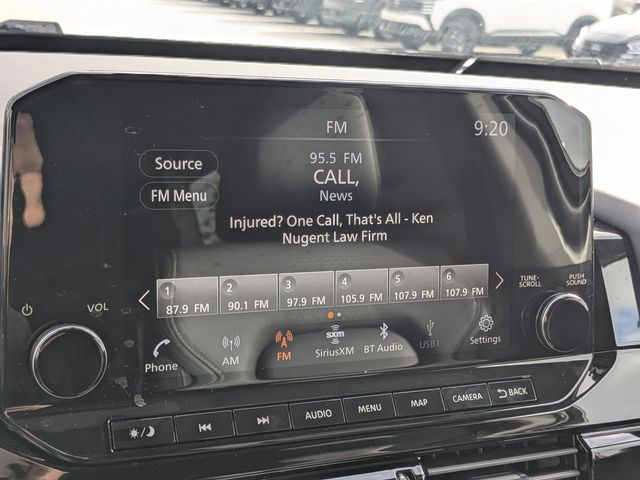 FM
9:20
Source
FM Menu
95.5 FM
CALL,
News
Injured? One Call, That's All - Ken
Nugent Law Firm
1 87.9 FM
2 90.1 FM
3 97.9 FM
4 105.9 FM
5 107.9 FM
6 107.9 FM
VOL
TUNE·
SCROLL
PUSH
SOUND
Phone
AM
FM
sxm
SiriusXM
BT Audio
USB1
Settings
AUDIO
MENU
MAP
CAMERA
BACK